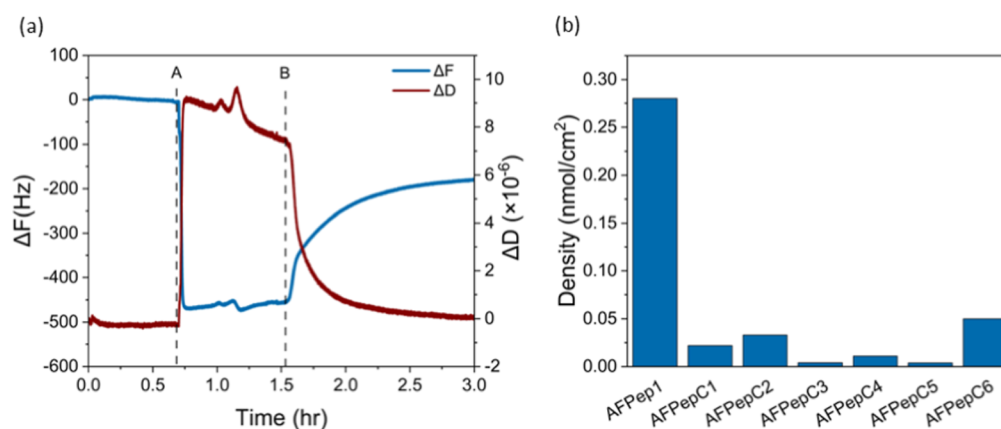 (a)
100
0
-100
-200
-300
-400
-500
-600
ΔF(Hz)
0.0 0.5 1.0 1.5 2.0 2.5 3.0
Time (hr)
A
B
ΔF
ΔD
10
8
6
4
2
0
-2
ΔD (×10⁻⁶)
(b)
0.30
0.25
0.20
0.15
0.10
0.05
0.00
Density (nmol/cm²)
AFPep1 AFPepC1 AFPepC2 AFPepC3 AFPepC4 AFPepC5 AFPepC6